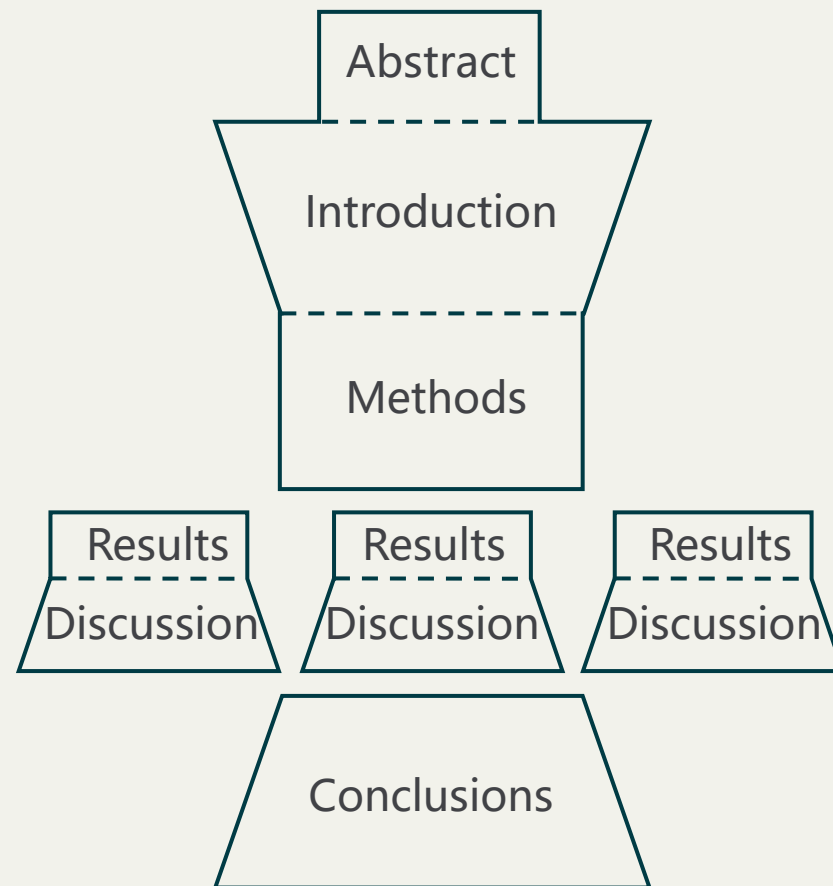 Abstract
Introduction
Methods
Results
Discussion
Results
Discussion
Results
Discussion
Conclusions